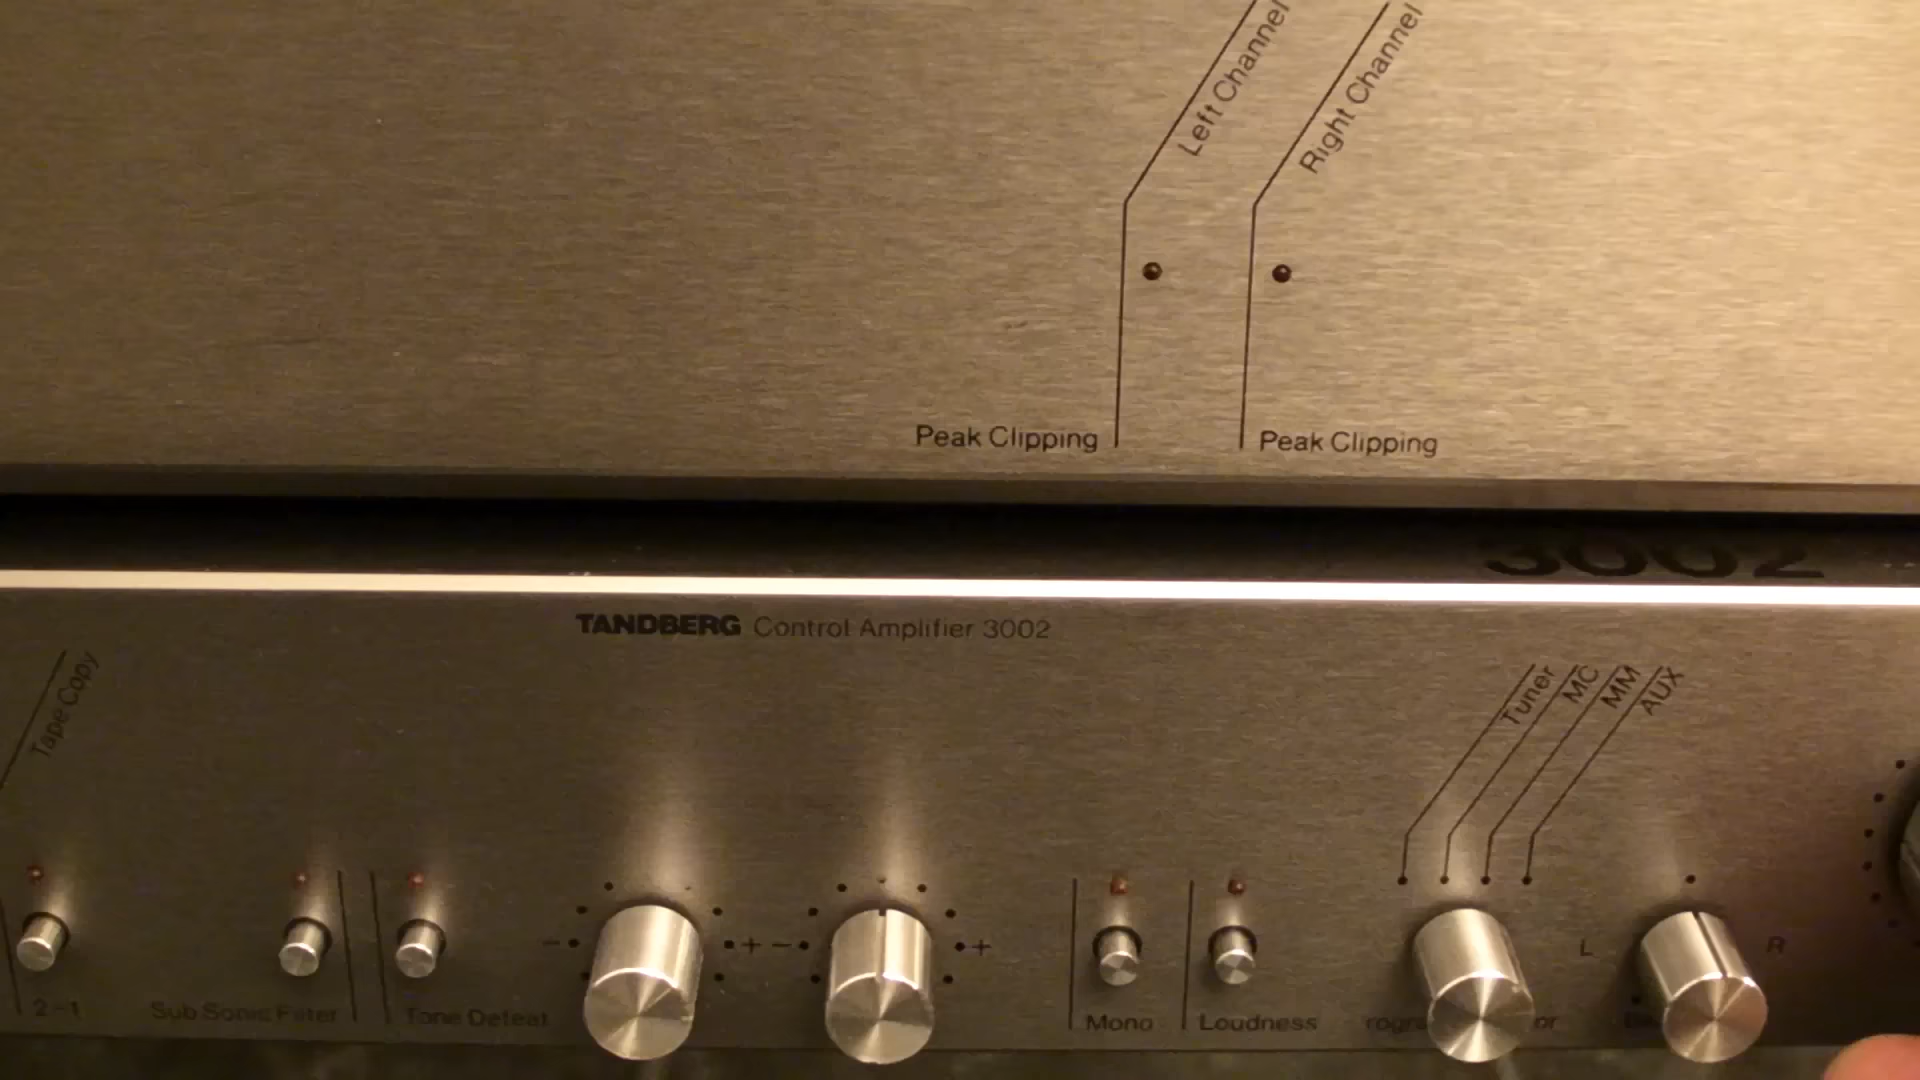 Left Channel
Right Channel
Peak Clipping
Peak Clipping
3002
TANDBERG Control Amplifier 3002
Tape Copy
Tuner
MC
MM
AUX
- + - +
L R
2-1
Sub Sonic Filter
Tone Defeat
Mono
Loudness